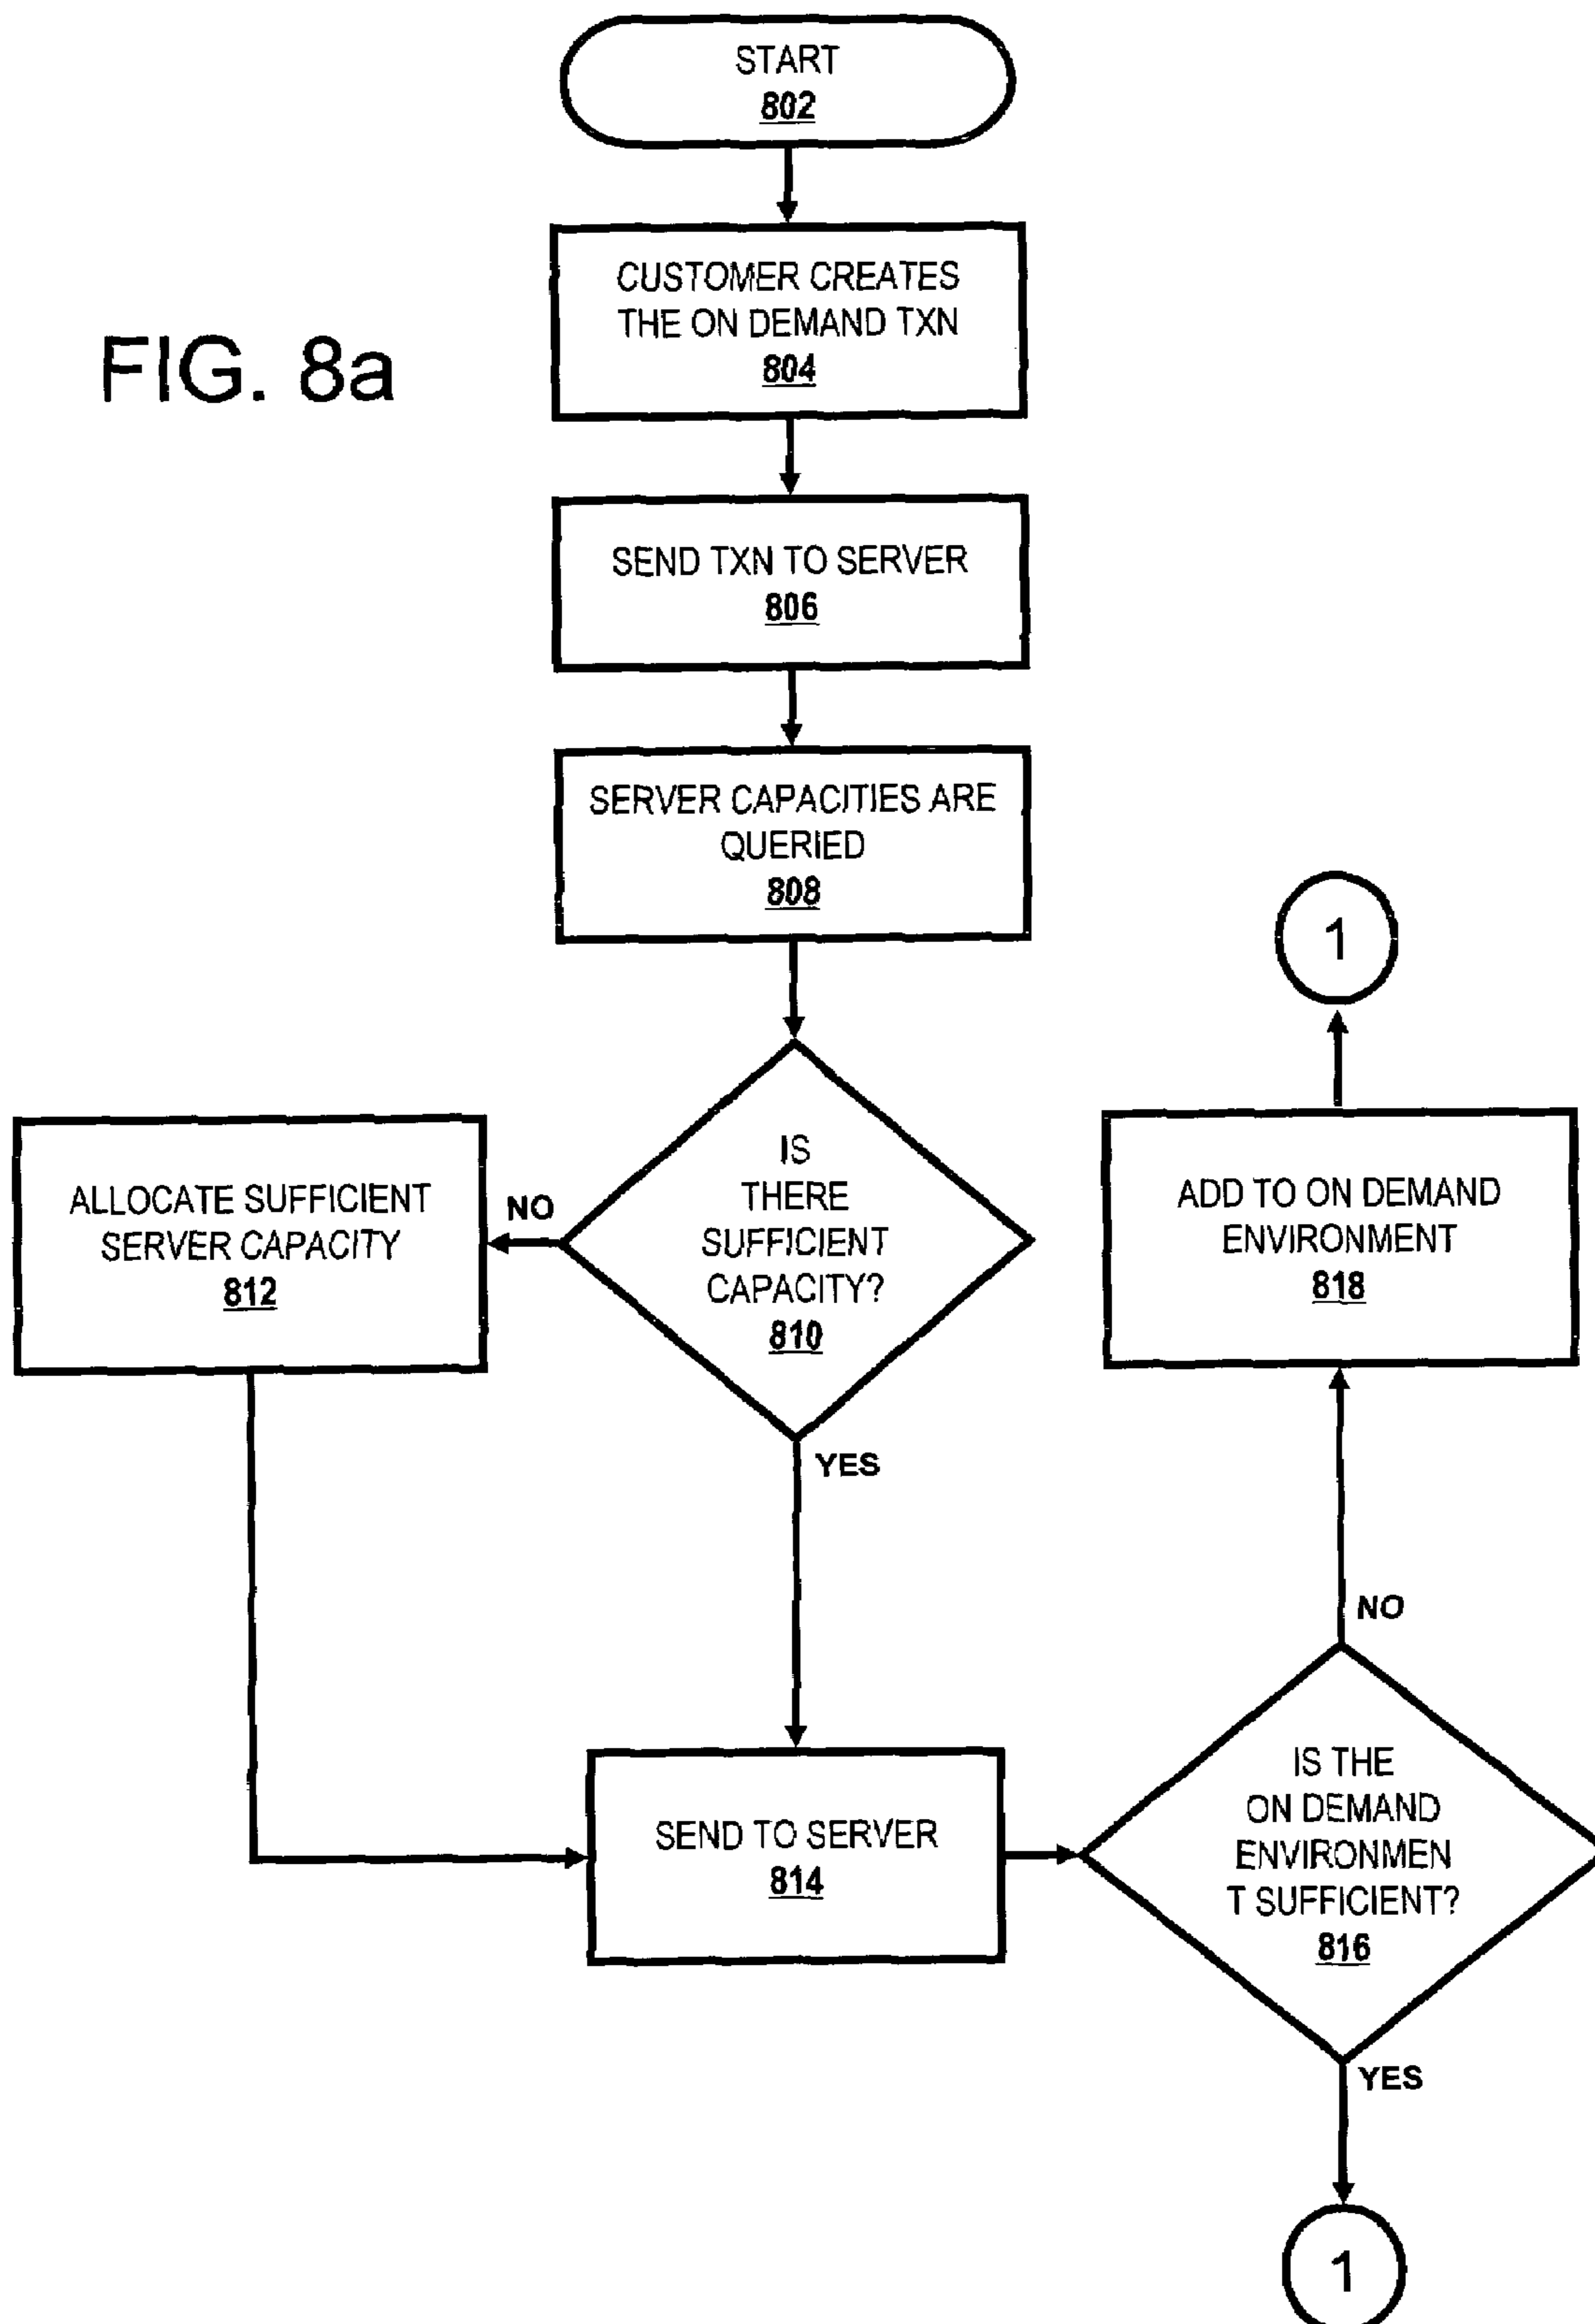 START
802
CUSTOMER CREATES
THE ON DEMAND TXN
804
FIG. 8a
SEND TXN TO SERVER
806
SERVER CAPACITIES ARE
QUERIED
808
1
IS
THERE
SUFFICIENT
CAPACITY?
810
NO
ALLOCATE SUFFICIENT
SERVER CAPACITY
812
ADD TO ON DEMAND
ENVIRONMENT
818
YES
NO
SEND TO SERVER
814
IS THE
ON DEMAND
ENVIRONMEN
T SUFFICIENT?
816
YES
1